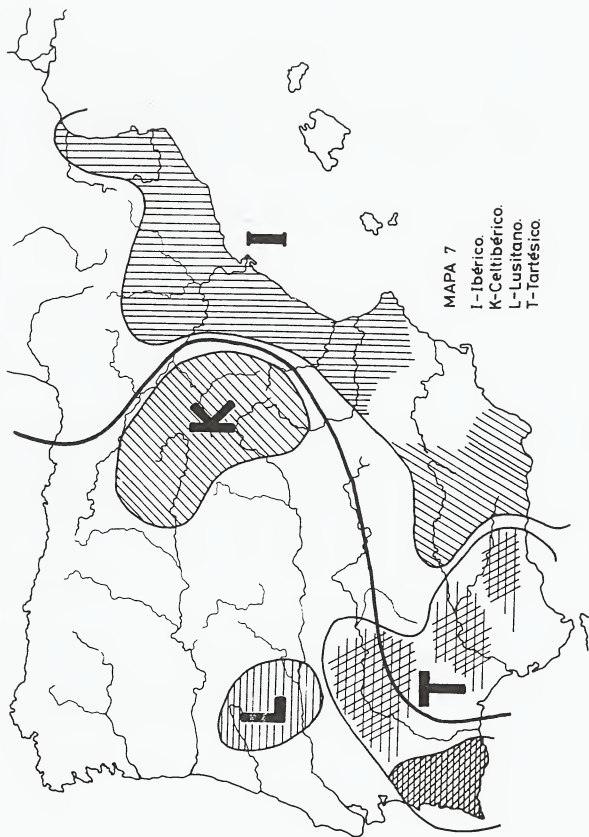 I
K
L
T
MAPA 7
I-Ibérico.
K-Celtibérico.
L-Lusitano.
T-Tartésico.